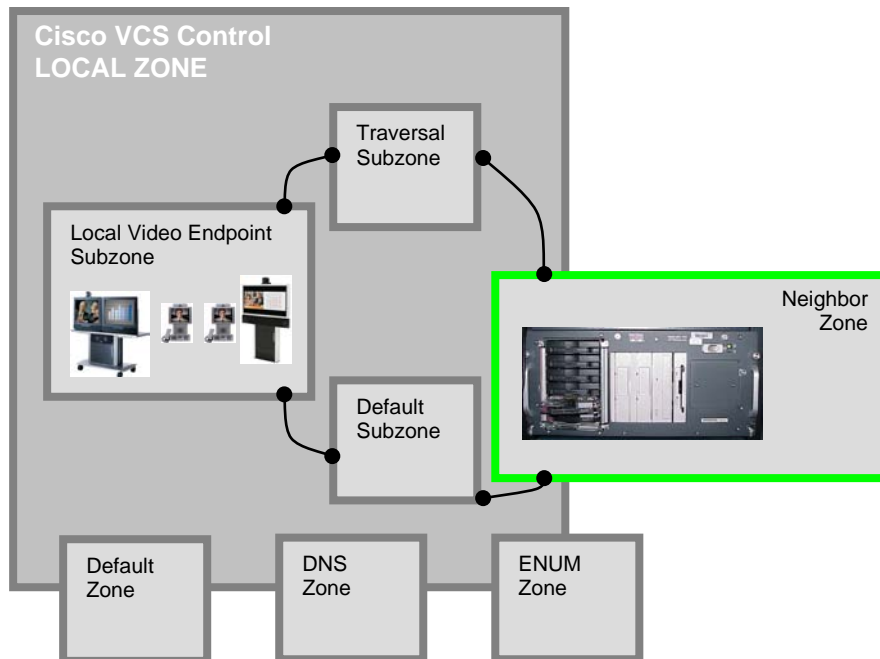 Cisco VCS Control
LOCAL ZONE
Traversal
Subzone
Local Video Endpoint
Subzone
Neighbor
Zone
Default
Subzone
Default
Zone
DNS
Zone
ENUM
Zone